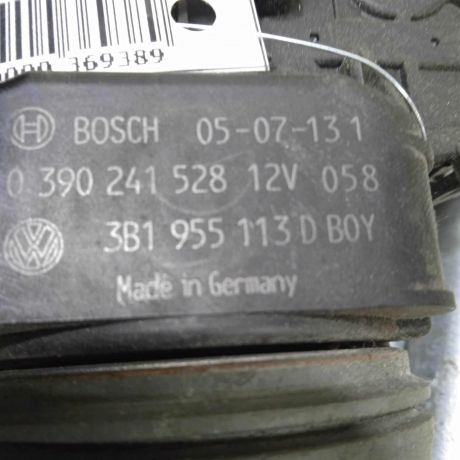 369389
BOSCH 05-07-13 1
0 390 241 528 12V 058
3B1 955 113 D BOY
Made in Germany